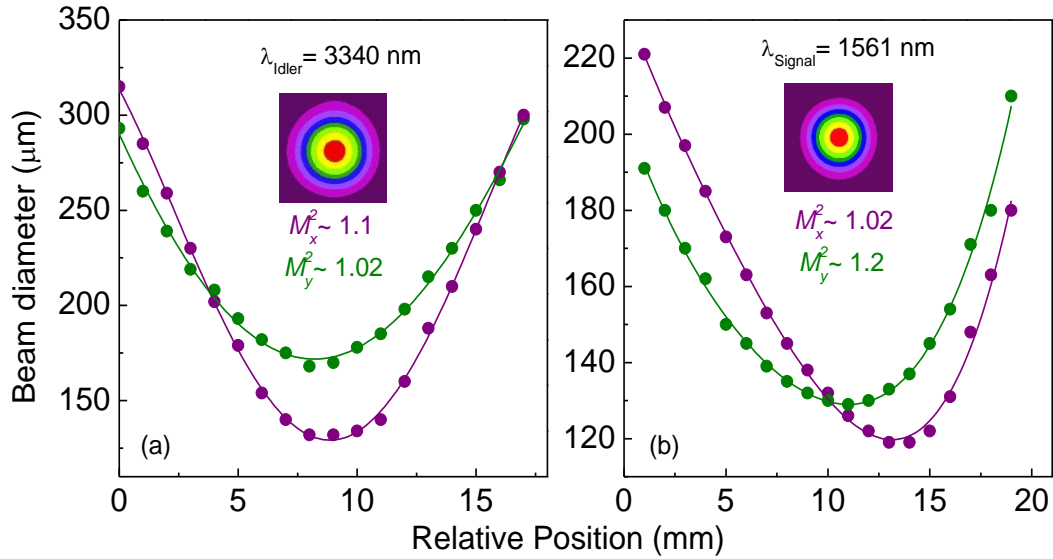 Beam diameter (μm)
350
300
250
200
150
λIdler= 3340 nm
M²x~ 1.1
M²y~ 1.02
(a)
0 5 10 15
220
200
180
160
140
120
λSignal= 1561 nm
M²x~ 1.02
M²y~ 1.2
(b)
0 5 10 15 20
Relative Position (mm)